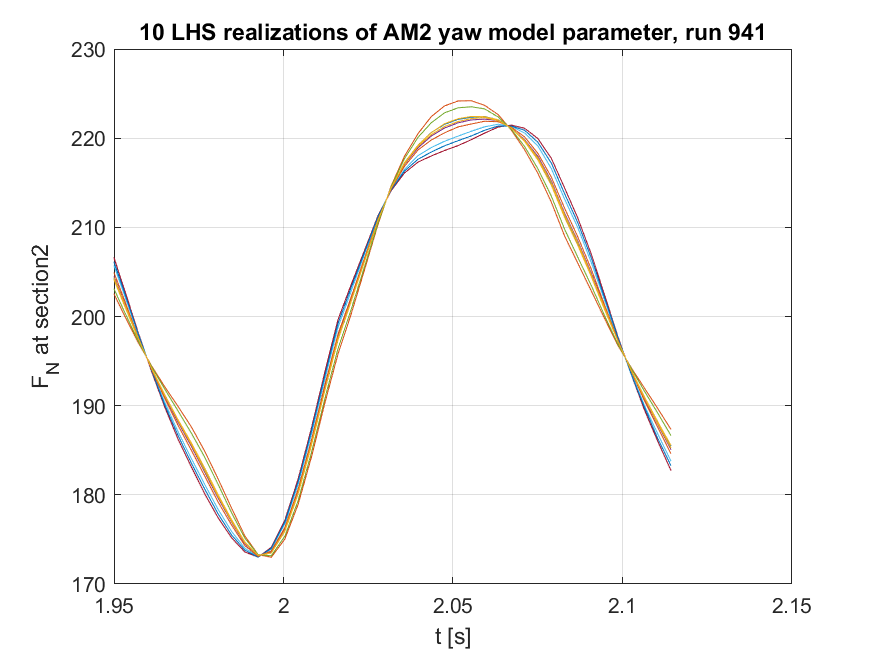 10 LHS realizations of AM2 yaw model parameter, run 941
230
220
210
200
190
180
170
F_N at section2
1.95 2 2.05 2.1 2.15
t [s]